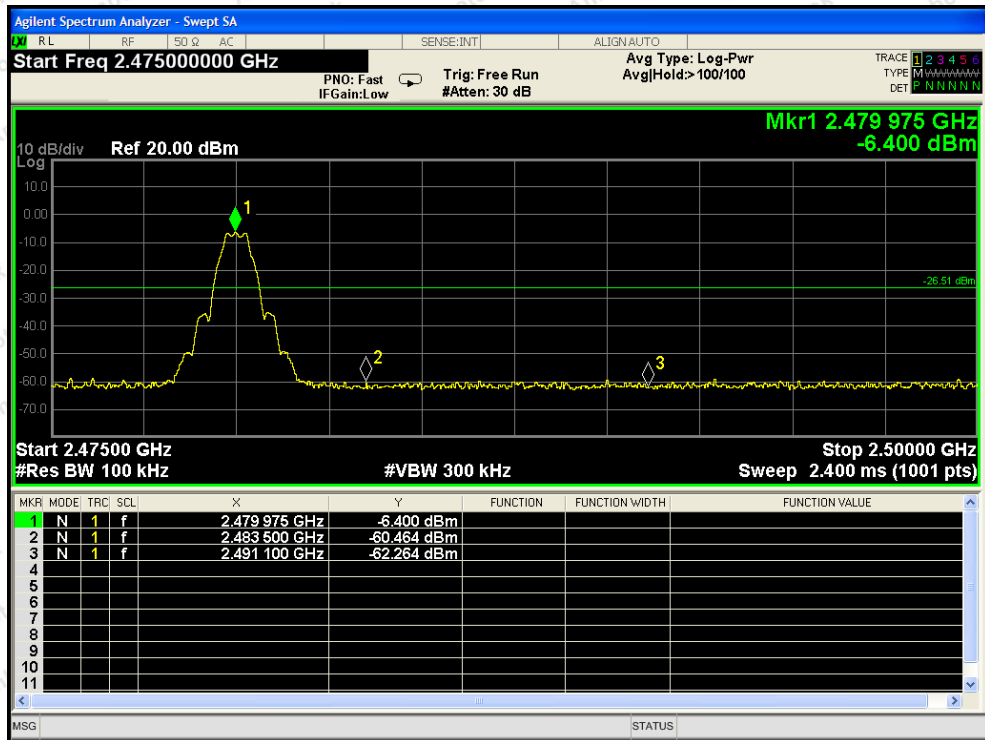 Agilent Spectrum Analyzer - Swept SA
LXI RL RF 50 Ω AC SENSE:INT ALIGN AUTO
Start Freq 2.475000000 GHz
PNO: Fast
IFGain:Low
Trig: Free Run
#Atten: 30 dB
Avg Type: Log-Pwr
Avg|Hold:> 100/100
TRACE 1 2 3 4 5 6
TYPE M
DET P N N N N N
Mkr1 2.479 975 GHz
-6.400 dBm
10 dB/div Ref 20.00 dBm
Log
10.0
0.00
-10.0
-20.0
-30.0
-40.0
-50.0
-60.0
-70.0
1
2
3
-26.51 dBm
Start 2.47500 GHz Stop 2.50000 GHz
#Res BW 100 kHz #VBW 300 kHz Sweep 2.400 ms (1001 pts)
MKR MODE TRC SCL X Y FUNCTION FUNCTION WIDTH FUNCTION VALUE
1 N 1 f 2.479 975 GHz -6.400 dBm
2 N 1 f 2.483 500 GHz -60.464 dBm
3 N 1 f 2.491 100 GHz -62.264 dBm
4
5
6
7
8
9
10
11
MSG STATUS